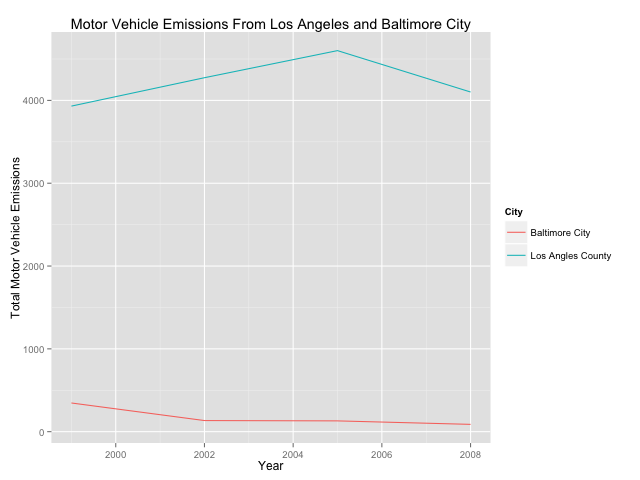 Motor Vehicle Emissions From Los Angeles and Baltimore City
Total Motor Vehicle Emissions
4000
3000
2000
1000
0
2000 2002 2004 2006 2008
Year
City
Baltimore City
Los Angles County